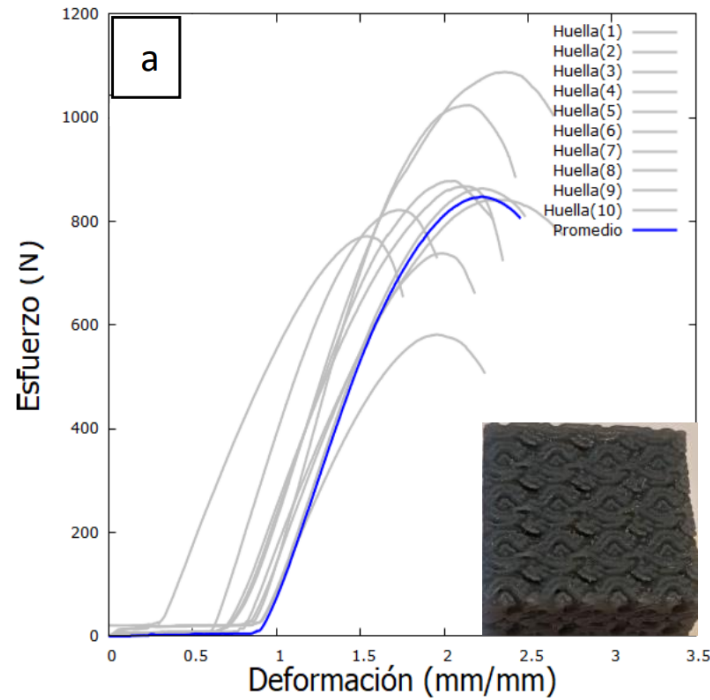 a
1200
1000
800
600
400
200
0
Esfuerzo (N)
Huella(1)
Huella(2)
Huella(3)
Huella(4)
Huella(5)
Huella(6)
Huella(7)
Huella(8)
Huella(9)
Huella(10)
Promedio
0 0.5 1 1.5 2 2.5 3 3.5
Deformación (mm/mm)